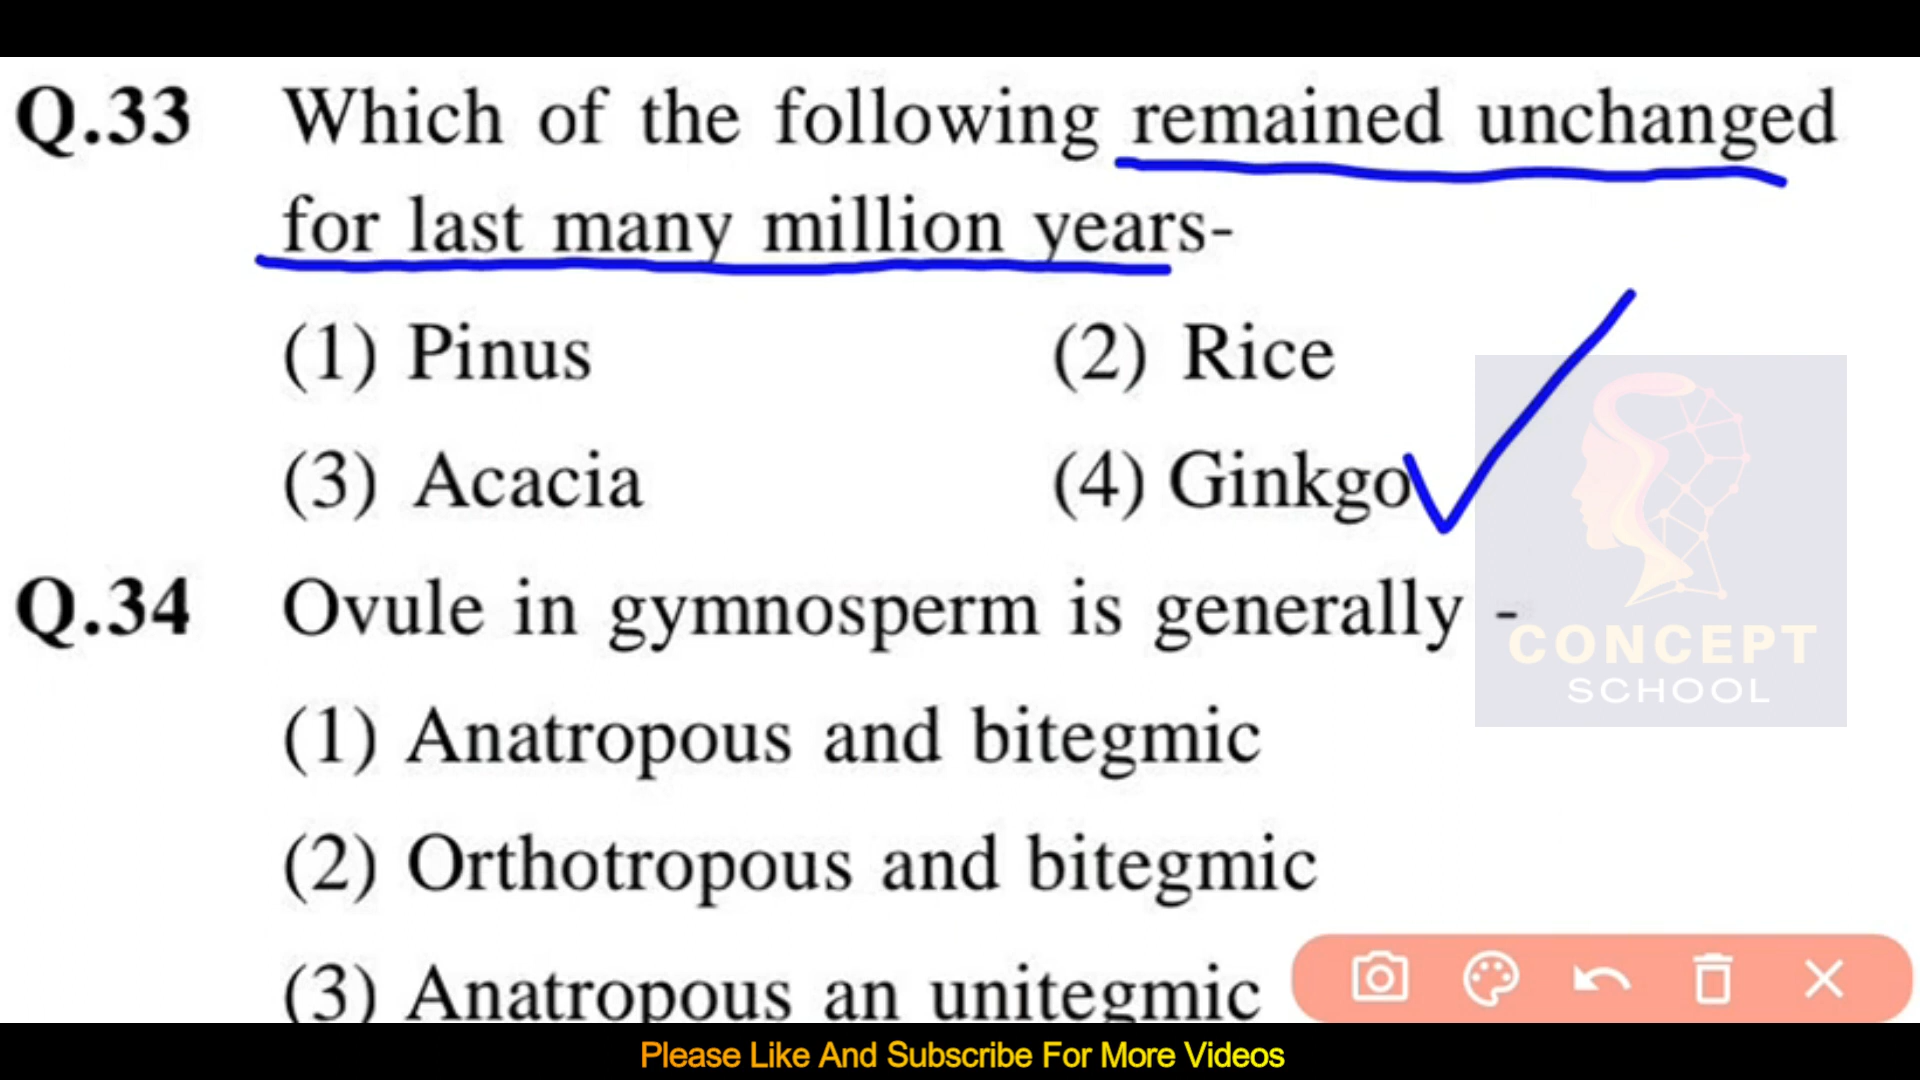 Q.33 Which of the following remained unchanged
for last many million years-
(1) Pinus (2) Rice
(3) Acacia (4) Ginkgo
Q.34 Ovule in gymnosperm is generally -
(1) Anatropous and bitegmic
(2) Orthotropous and bitegmic
(3) Anatropous an unitegmic
CONCEPT
SCHOOL
Please Like And Subscribe For More Videos